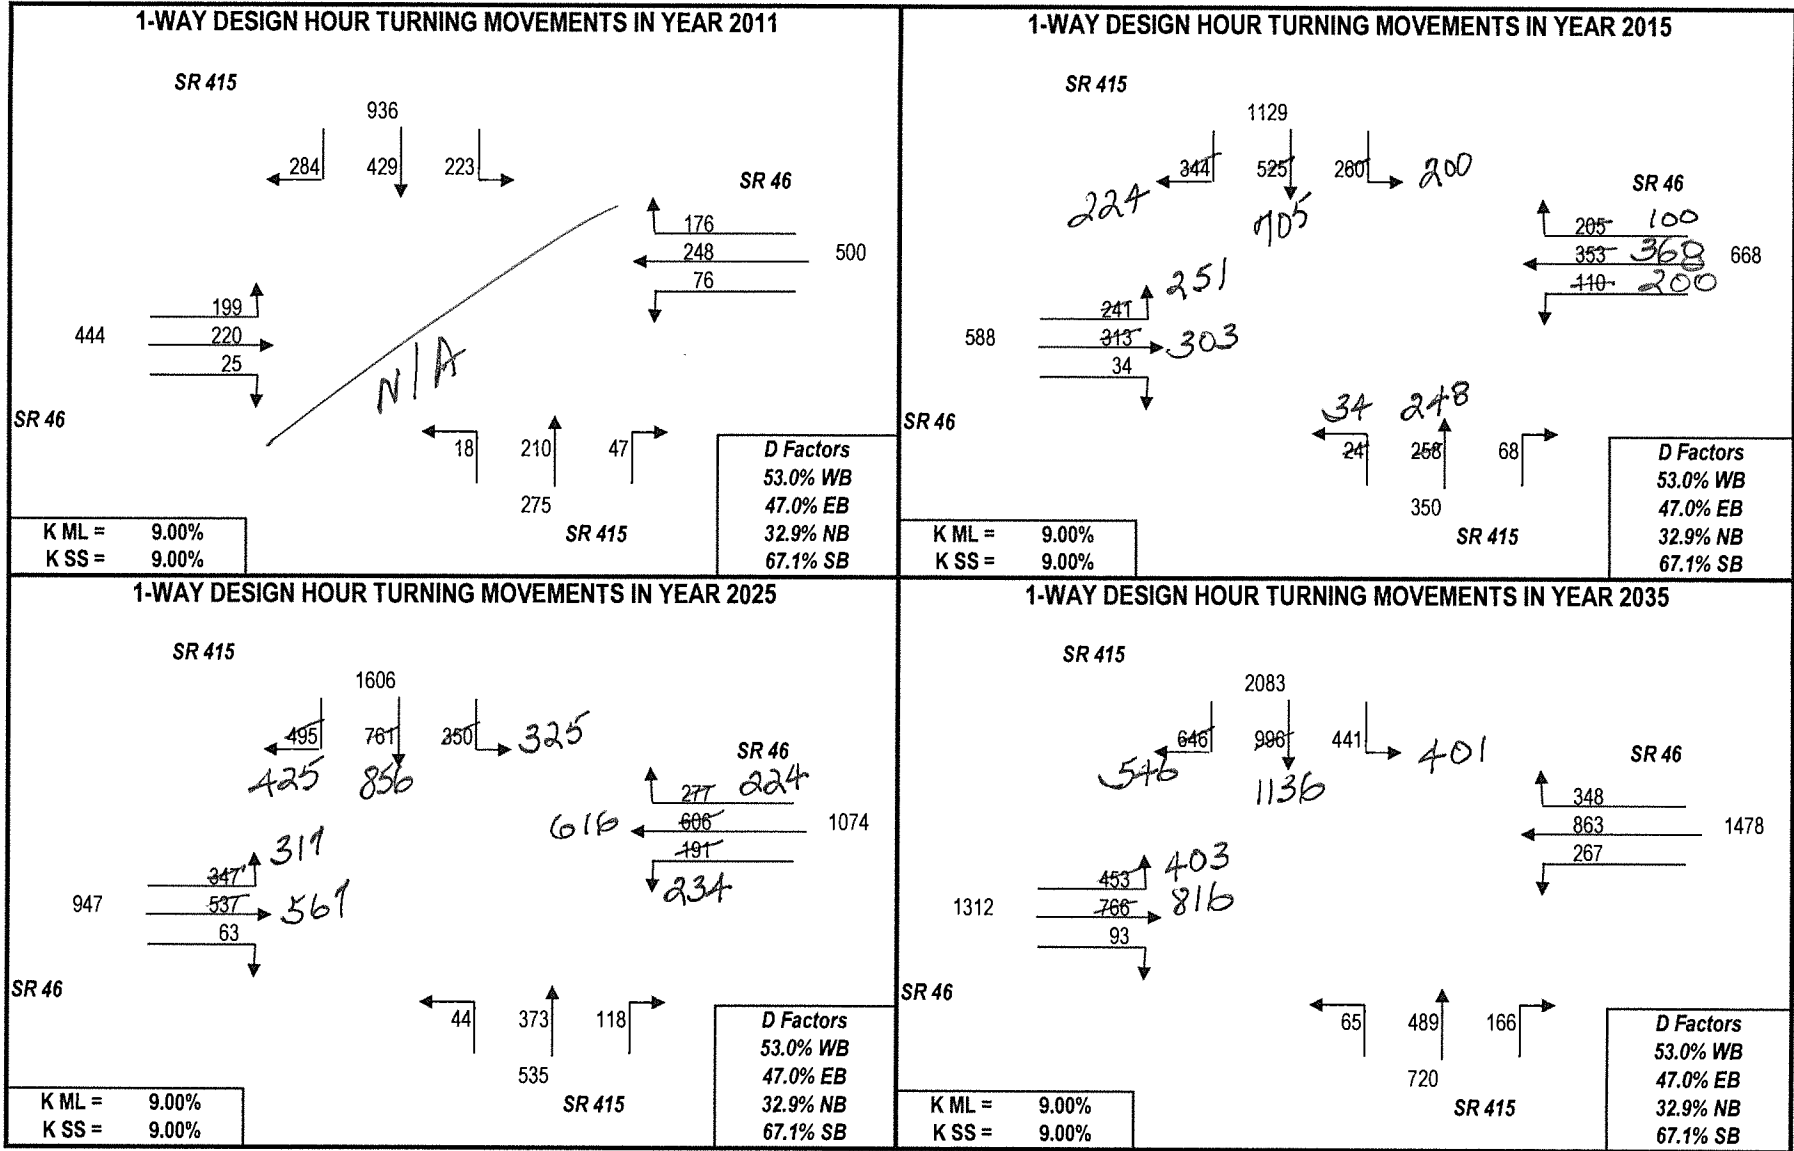 1-WAY DESIGN HOUR TURNING MOVEMENTS IN YEAR 2011
SR 415
936
284 429 223
SR 46
176
248 500
76
199
444 220
25
N/A
SR 46
18 210 47
275
SR 415
K ML = 9.00%
K SS = 9.00%
D Factors
53.0% WB
47.0% EB
32.9% NB
67.1% SB
1-WAY DESIGN HOUR TURNING MOVEMENTS IN YEAR 2015
SR 415
1129
344 525 260 200
224 705
SR 46
205 100
353 360 668
110 200
251
241
588 313 303
34
SR 46
34 248
24 258 68
350
SR 415
K ML = 9.00%
K SS = 9.00%
D Factors
53.0% WB
47.0% EB
32.9% NB
67.1% SB
1-WAY DESIGN HOUR TURNING MOVEMENTS IN YEAR 2025
SR 415
1606
495 761 350 325
425 856
SR 46
277 224
616 606 1074
191
234
317
347
947 537 567
63
SR 46
44 373 118
535
SR 415
K ML = 9.00%
K SS = 9.00%
D Factors
53.0% WB
47.0% EB
32.9% NB
67.1% SB
1-WAY DESIGN HOUR TURNING MOVEMENTS IN YEAR 2035
SR 415
2083
646 996 441 401
546 1136
SR 46
348
863 1478
267
453 403
1312 766 816
93
SR 46
65 489 166
720
SR 415
K ML = 9.00%
K SS = 9.00%
D Factors
53.0% WB
47.0% EB
32.9% NB
67.1% SB